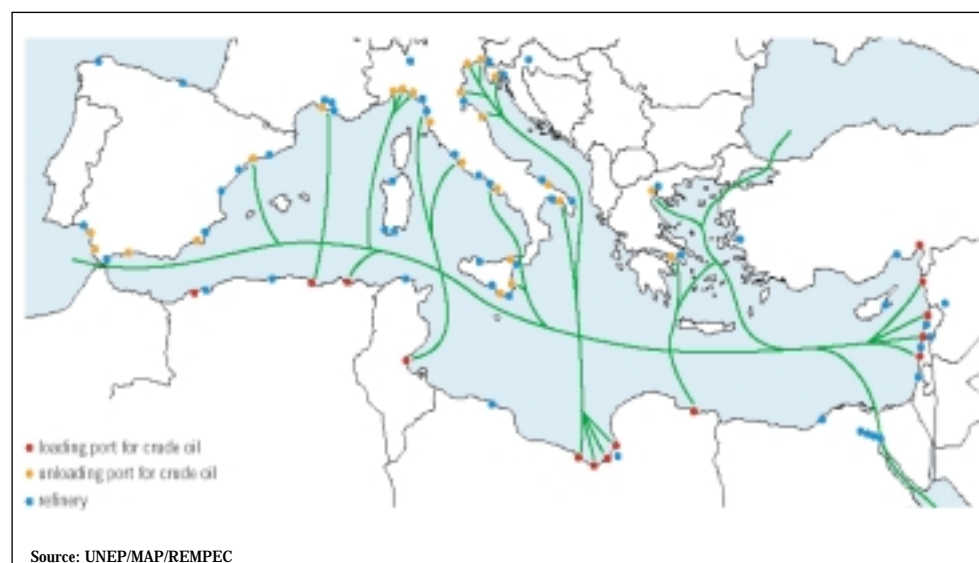 loading port for crude oil
unloading port for crude oil
refinery
Source: UNEP/MAP/REMPEC